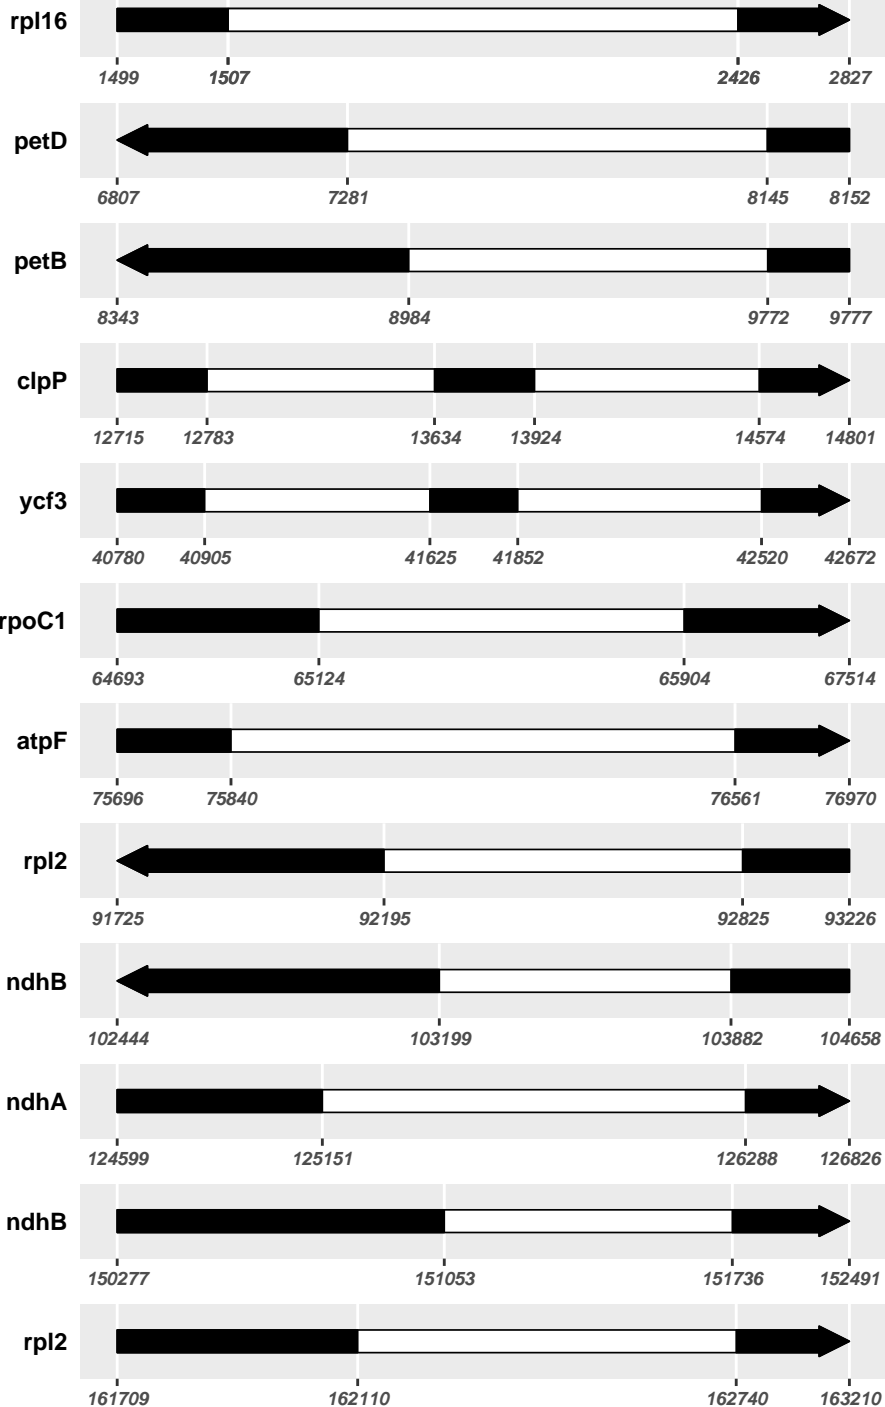 rpl16
1499 1507 2426 2827
petD
6807 7281 8145 8152
petB
8343 8984 9772 9777
clpP
12715 12783 13634 13924 14574 14801
ycf3
40780 40905 41625 41852 42520 42672
rpoC1
64693 65124 65904 67514
atpF
75696 75840 76561 76970
rpl2
91725 92195 92825 93226
ndhB
102444 103199 103882 104658
ndhA
124599 125151 126288 126826
ndhB
150277 151053 151736 152491
rpl2
161709 162110 162740 163210